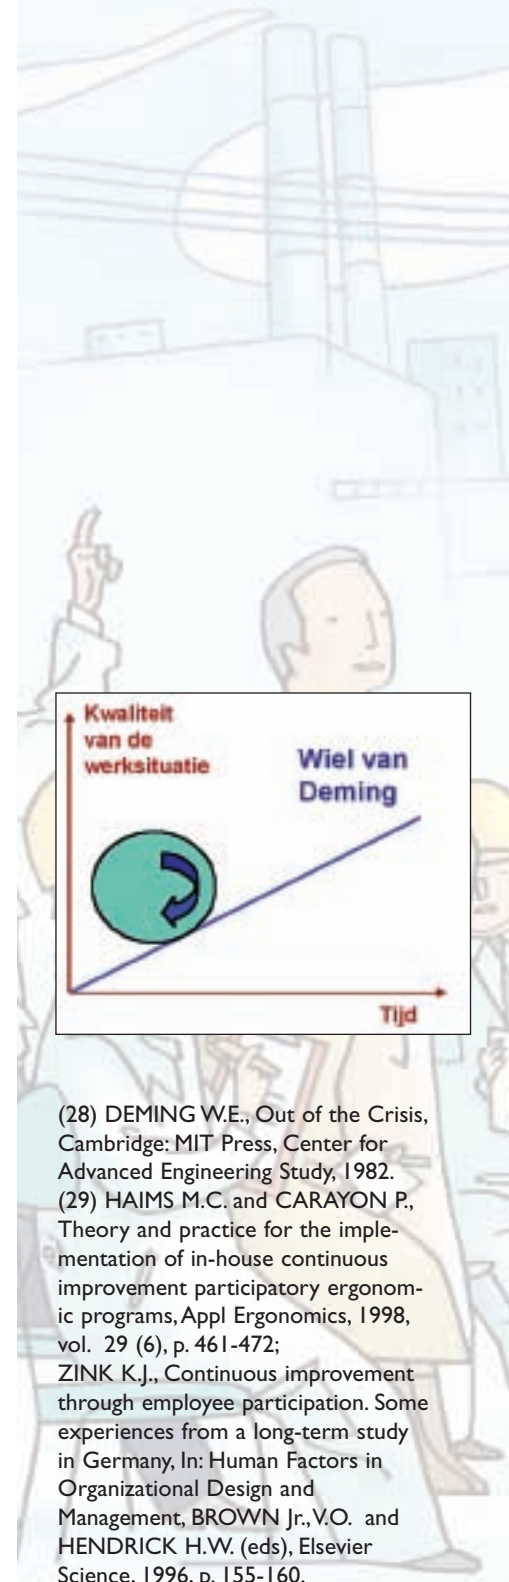 Kwaliteit
van de
werksituatie
Wiel van
Deming
Tijd
(28) DEMING W.E., Out of the Crisis,
Cambridge: MIT Press, Center for
Advanced Engineering Study, 1982.
(29) HAIMS M.C. and CARAYON P.,
Theory and practice for the imple-
mentation of in-house continuous
improvement participatory ergonom-
ic programs, Appl Ergonomics, 1998,
vol. 29 (6), p. 461-472;
ZINK K.J., Continuous improvement
through employee participation. Some
experiences from a long-term study
in Germany, In: Human Factors in
Organizational Design and
Management, BROWN Jr., V.O. and
HENDRICK H.W. (eds), Elsevier
Science, 1996, p. 155-160.